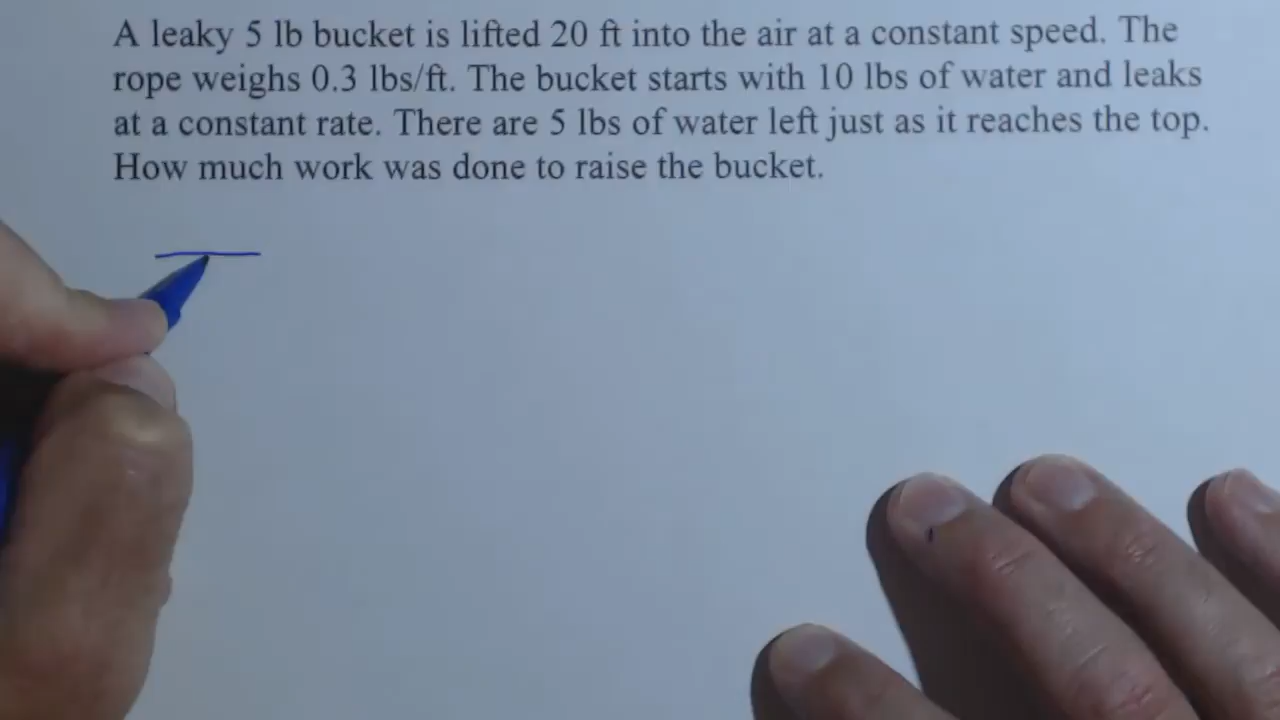 A leaky 5 lb bucket is lifted 20 ft into the air at a constant speed. The
rope weighs 0.3 lbs/ft. The bucket starts with 10 lbs of water and leaks
at a constant rate. There are 5 lbs of water left just as it reaches the top.
How much work was done to raise the bucket.